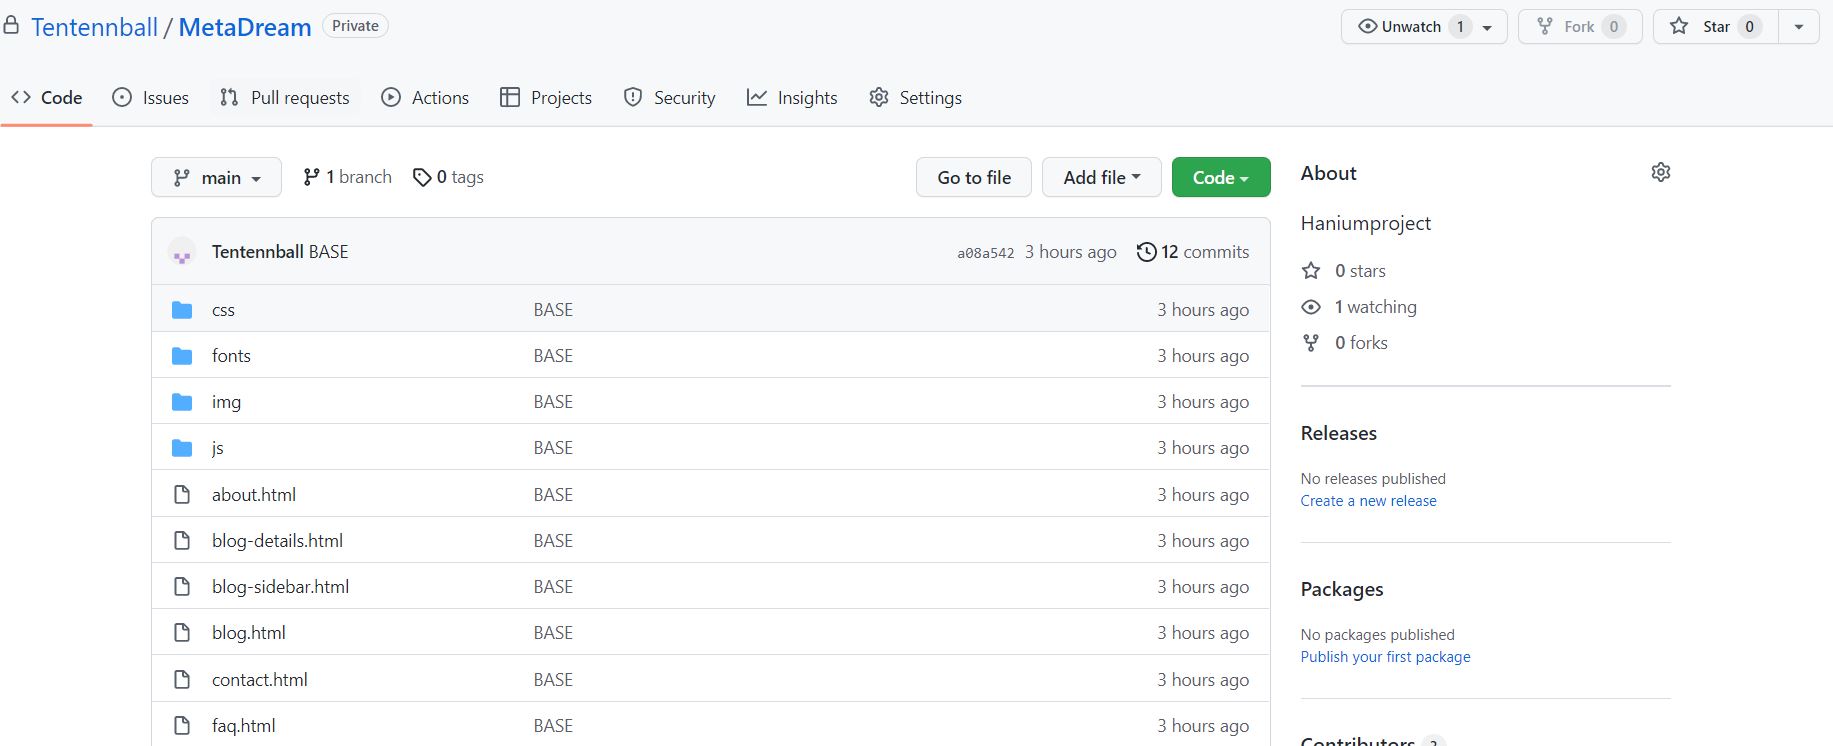 Tentennball / MetaDream Private
Unwatch 1 Fork 0 Star 0
Code Issues Pull requests Actions Projects Security Insights Settings
main 1 branch 0 tags Go to file Add file Code
Tentennball BASE a08a542 3 hours ago 12 commits
css BASE 3 hours ago
fonts BASE 3 hours ago
img BASE 3 hours ago
js BASE 3 hours ago
about.html BASE 3 hours ago
blog-details.html BASE 3 hours ago
blog-sidebar.html BASE 3 hours ago
blog.html BASE 3 hours ago
contact.html BASE 3 hours ago
faq.html BASE 3 hours ago
About
Haniumproject
0 stars
1 watching
0 forks
Releases
No releases published
Create a new release
Packages
No packages published
Publish your first package
Contributors